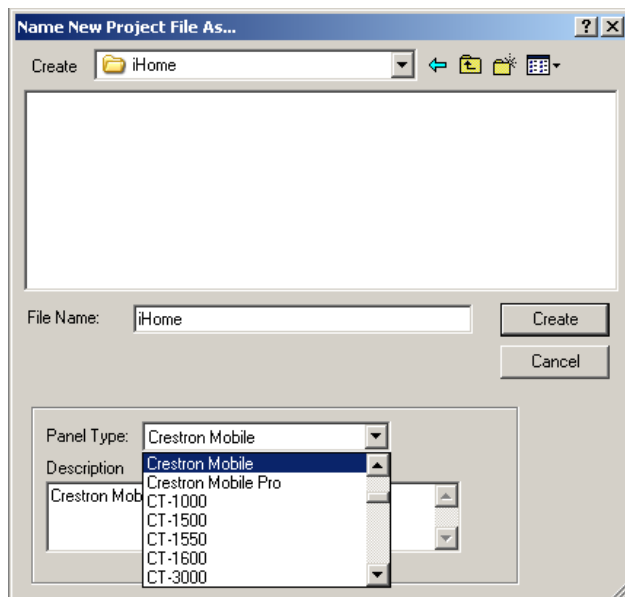 Name New Project File As...
Create iHome
File Name: iHome Create
Cancel
Panel Type: Crestron Mobile
Description
Crestron Mob
Crestron Mobile
Crestron Mobile Pro
CT-1000
CT-1500
CT-1550
CT-1600
CT-3000